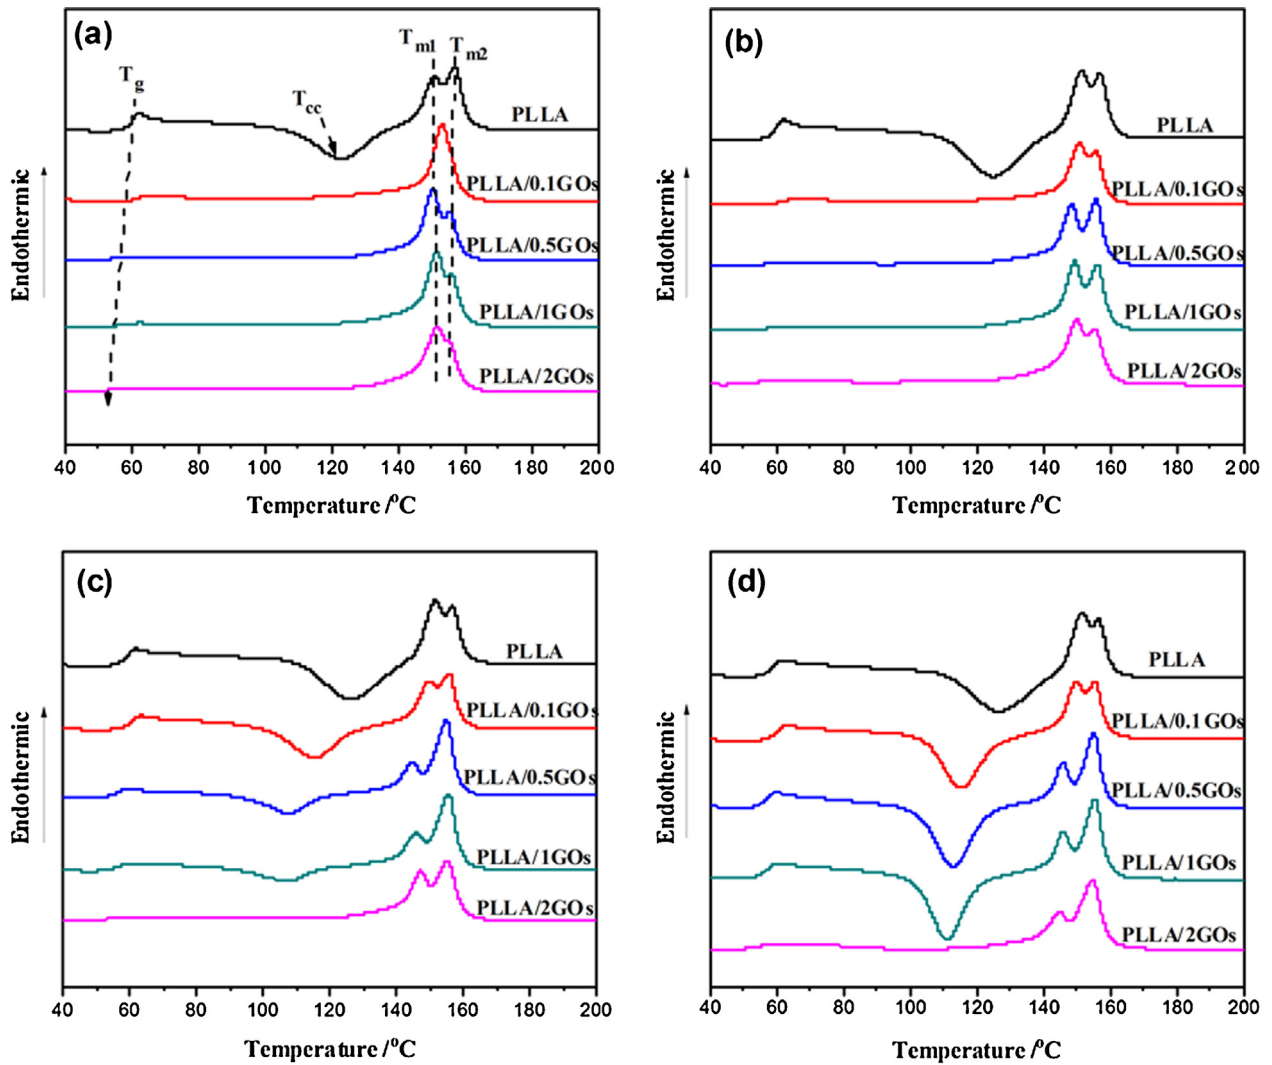 (a)
T m1
T m2
T g
T cc
PLLA
PLLA/0.1GOs
PLLA/0.5GOs
PLLA/1GOs
PLLA/2GOs
Endothermic
40 60 80 100 120 140 160 180 200
Temperature /°C
(b)
PLLA
PLLA/0.1GOs
PLLA/0.5GOs
PLLA/1GOs
PLLA/2GOs
Endothermic
40 60 80 100 120 140 160 180 200
Temperature /°C
(c)
PLLA
PLLA/0.1GOs
PLLA/0.5GOs
PLLA/1GOs
PLLA/2GOs
Endothermic
40 60 80 100 120 140 160 180 200
Temperature /°C
(d)
PLLA
PLLA/0.1GOs
PLLA/0.5GOs
PLLA/1GOs
PLLA/2GOs
Endothermic
40 60 80 100 120 140 160 180 200
Temperature /°C